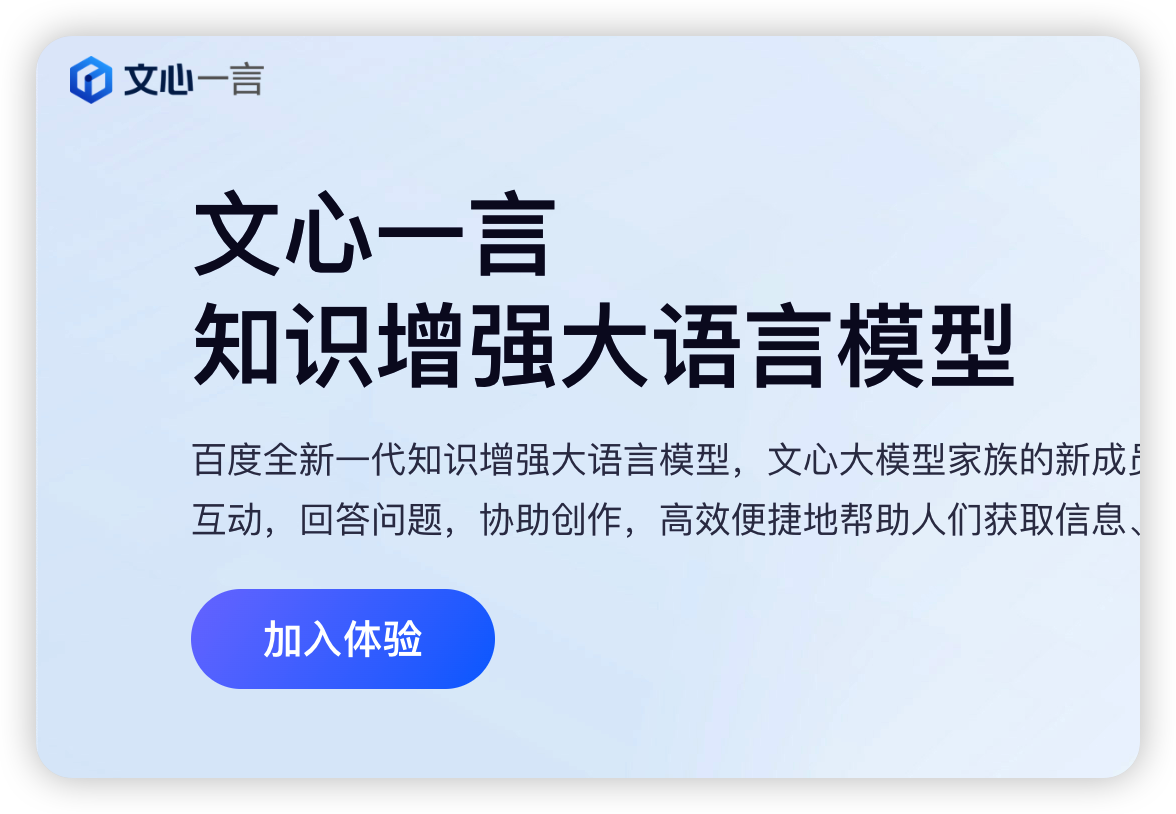 文心一言
文心一言
知识增强大语言模型
百度全新一代知识增强大语言模型，文心大模型家族的新成
互动，回答问题，协助创作，高效便捷地帮助人们获取信息、
加入体验